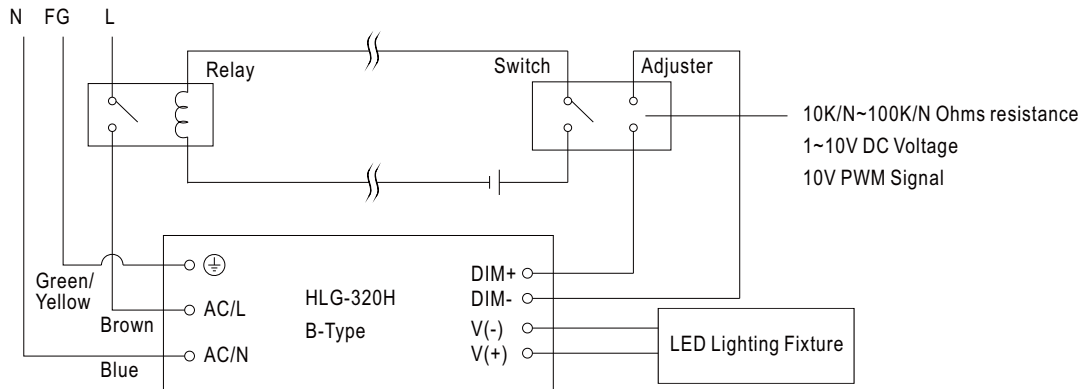 N FG L
Relay
Switch
Adjuster
10K/N~100K/N Ohms resistance
1~10V DC Voltage
10V PWM Signal
Green/
Yellow
Brown
Blue
AC/L
AC/N
HLG-320H
B-Type
DIM+
DIM-
V(-)
V(+)
LED Lighting Fixture